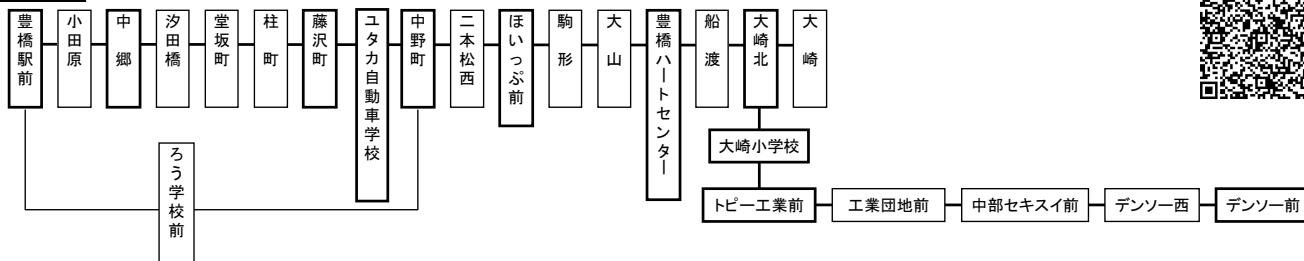 豊橋駅前
小田原
中郷
汐田橋
堂坂町
柱町
藤沢町
ユタカ自動車学校
中野町
二本松西
ほいっぷ前
駒形
大山
豊橋ハートセンター
船渡
大崎北
大崎
ろう学校前
大崎小学校
トピー工業前
工業団地前
中部セキスイ前
デンソー西
デンソー前